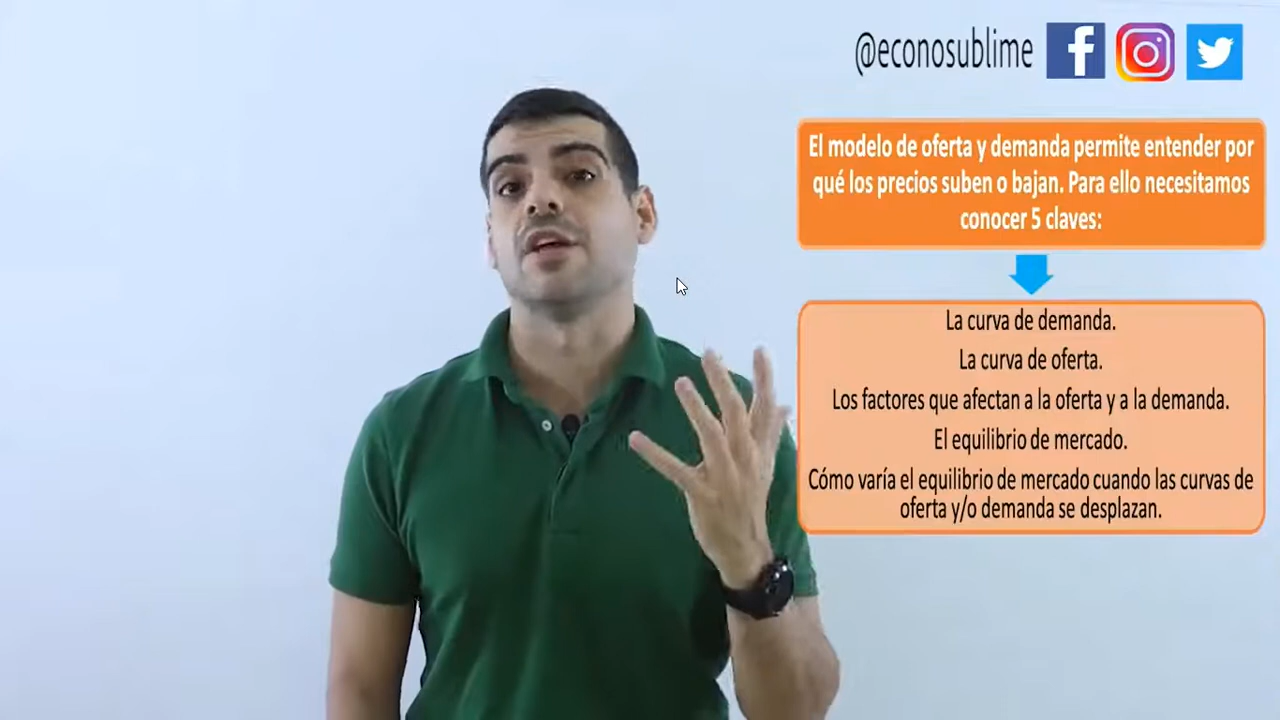 @econosublime
El modelo de oferta y demanda permite entender por
qué los precios suben o bajan. Para ello necesitamos
conocer 5 claves:
La curva de demanda.
La curva de oferta.
Los factores que afectan a la oferta y a la demanda.
El equilibrio de mercado.
Cómo varía el equilibrio de mercado cuando las curvas de
oferta y/o demanda se desplazan.